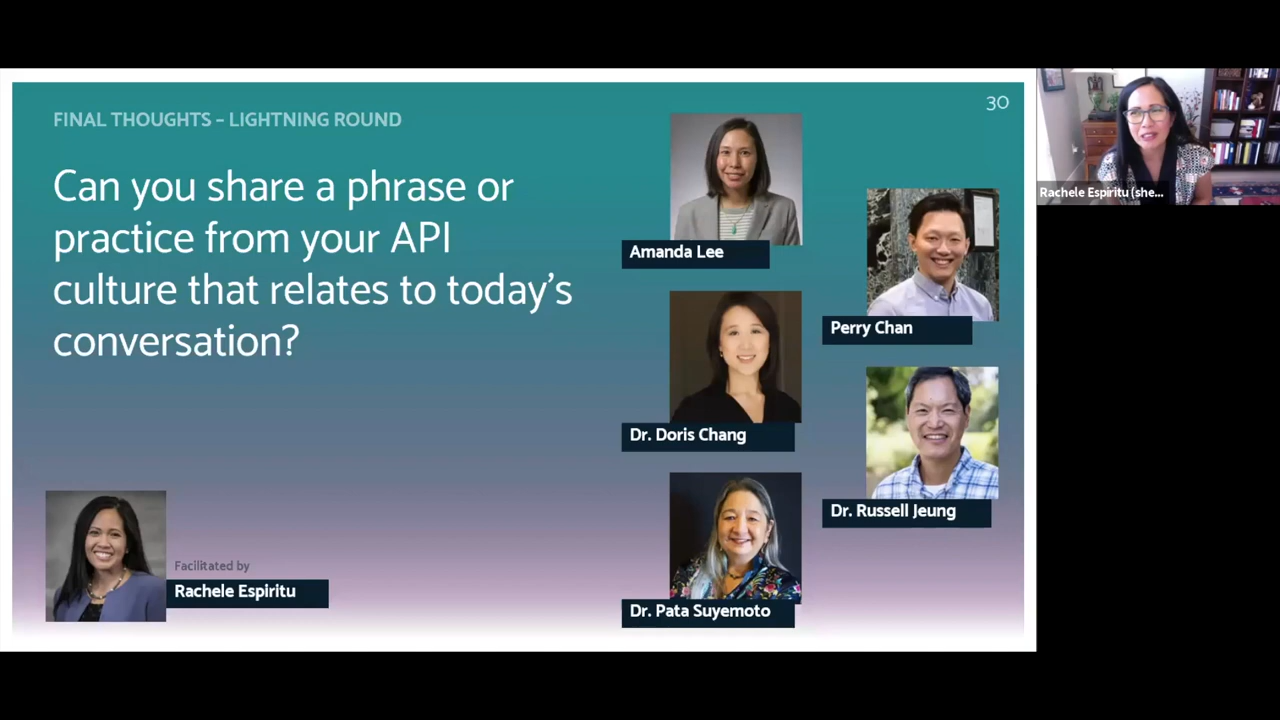 FINAL THOUGHTS – LIGHTNING ROUND
30
Can you share a phrase or
practice from your API
culture that relates to today’s
conversation?
Amanda Lee
Perry Chan
Dr. Doris Chang
Dr. Russell Jeung
Dr. Pata Suyemoto
Facilitated by
Rachele Espiritu
Rachele Espiritu (she...